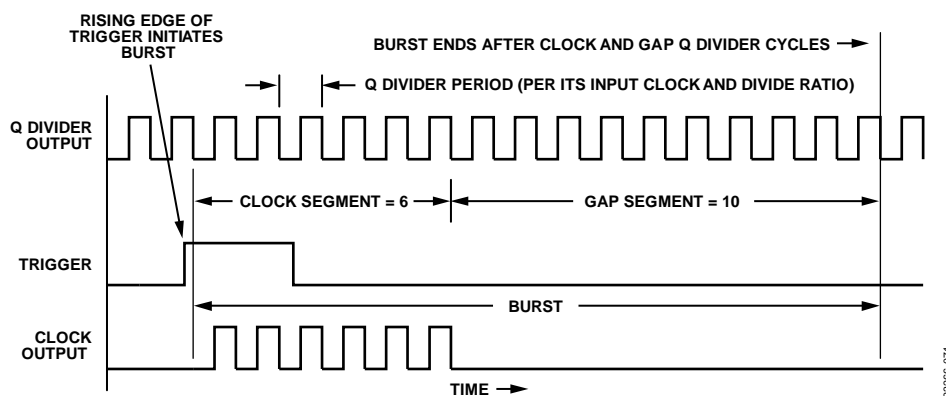 RISING EDGE OF
TRIGGER INITIATES
BURST
BURST ENDS AFTER CLOCK AND GAP Q DIVIDER CYCLES
Q DIVIDER PERIOD (PER ITS INPUT CLOCK AND DIVIDE RATIO)
Q DIVIDER
OUTPUT
CLOCK SEGMENT = 6
GAP SEGMENT = 10
TRIGGER
BURST
CLOCK
OUTPUT
TIME